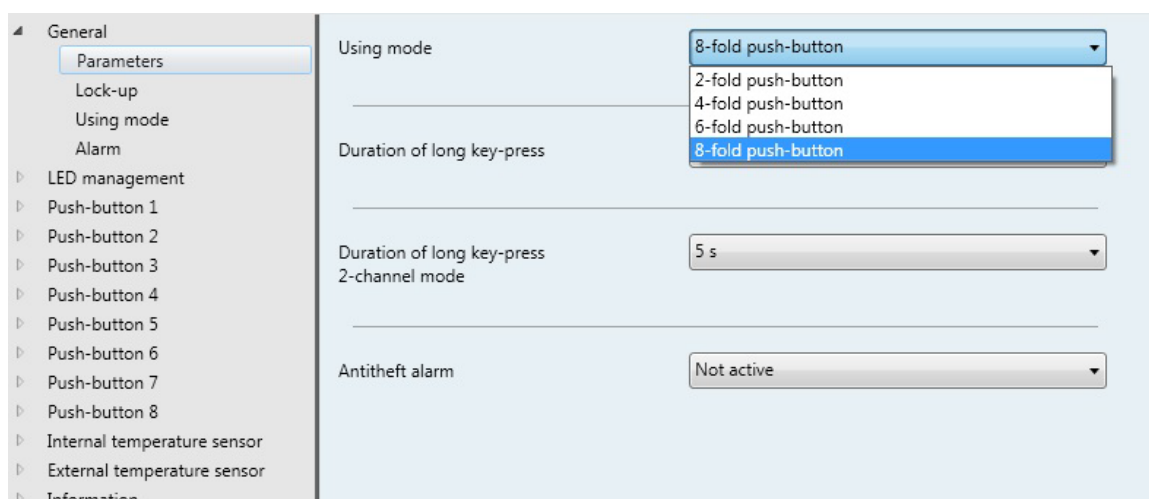 General
Parameters
Lock-up
Using mode
Alarm
LED management
Push-button 1
Push-button 2
Push-button 3
Push-button 4
Push-button 5
Push-button 6
Push-button 7
Push-button 8
Internal temperature sensor
External temperature sensor
Information
Using mode
8-fold push-button
2-fold push-button
4-fold push-button
6-fold push-button
8-fold push-button
Duration of long key-press
Duration of long key-press
2-channel mode
5 s
Antitheft alarm
Not active